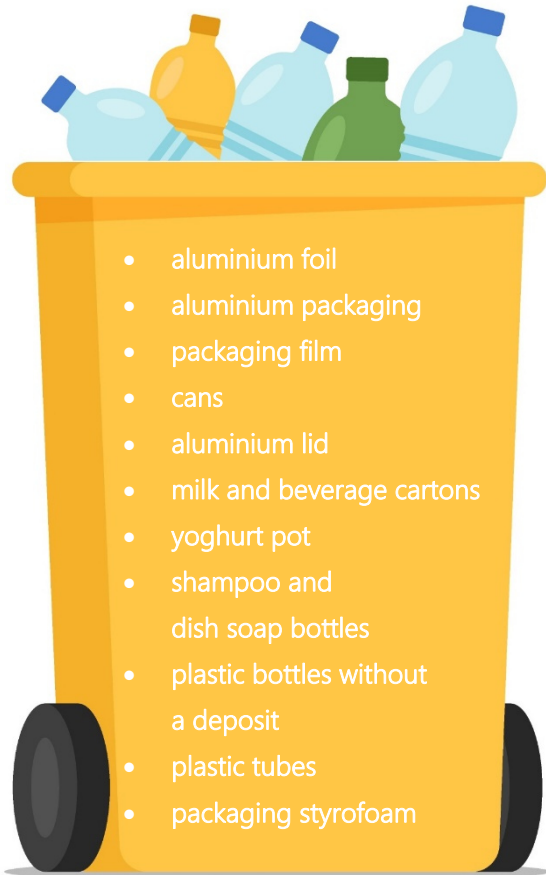 • aluminium foil
• aluminium packaging
• packaging film
• cans
• aluminium lid
• milk and beverage cartons
• yoghurt pot
• shampoo and
dish soap bottles
• plastic bottles without
a deposit
• plastic tubes
• packaging styrofoam